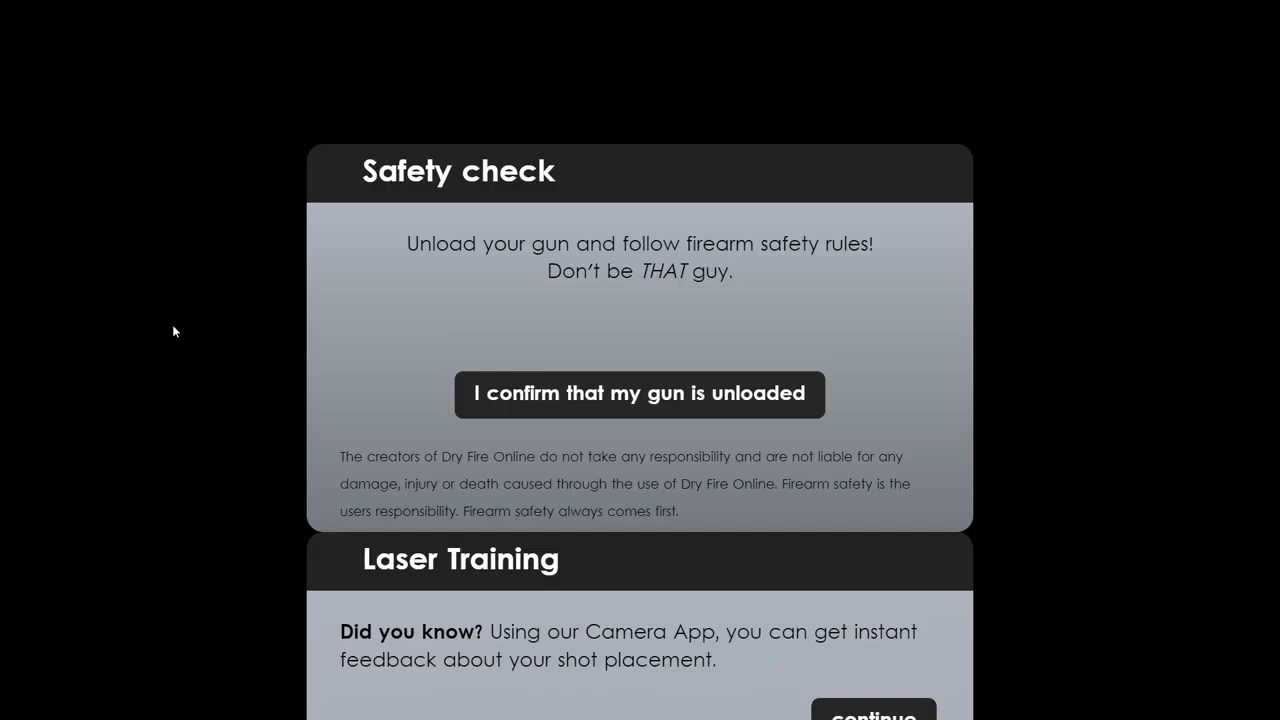 Safety check
Unload your gun and follow firearm safety rules!
Don't be THAT guy.
I confirm that my gun is unloaded
The creators of Dry Fire Online do not take any responsibility and are not liable for any
damage, injury or death caused through the use of Dry Fire Online. Firearm safety is the
users responsibility. Firearm safety always comes first.
Laser Training
Did you know? Using our Camera App, you can get instant
feedback about your shot placement.
continue